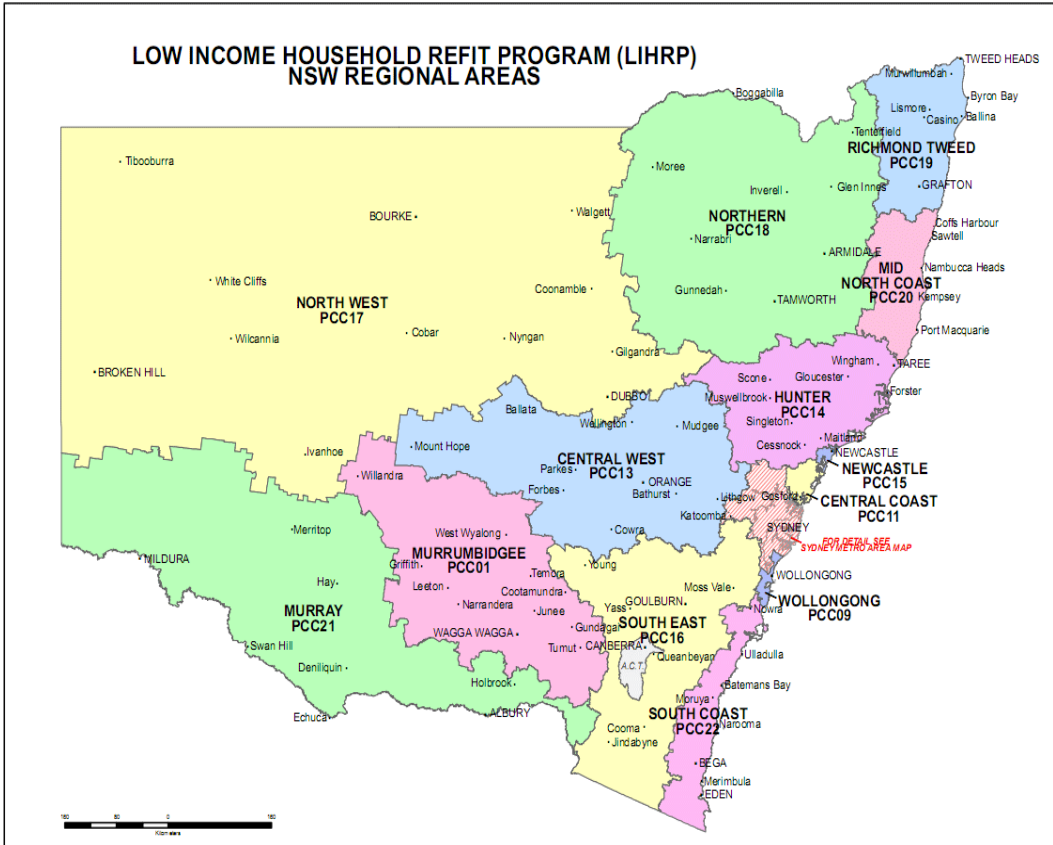 LOW INCOME HOUSEHOLD REFIT PROGRAM (LIHRP)
NSW REGIONAL AREAS
TWEED HEADS
Murwillumbah
Boggabilla
Byron Bay
Lismore
Casino
Ballina
Tenterfield
RICHMOND TWEED
PCC19
Tibooburra
Moree
Inverell
Glen Innes
GRAFTON
Walgett
BOURKE
NORTHERN
PCC18
Coffs Harbour
Sawtell
Narrabri
ARMIDALE
MID
NORTH COAST
PCC20
Nambucca Heads
White Cliffs
Coonamble
Gunnedah
TAMWORTH
Kempsey
NORTH WEST
PCC17
Cobar
Nyngan
Wilcannia
Port Macquarie
Gilgandra
Wingham
TAREE
BROKEN HILL
Scone
Gloucester
Forster
DUBBO
Muswellbrook
HUNTER
PCC14
Ballata
Wellington
Mudgee
Singleton
Maitland
Mount Hope
Cessnock
NEWCASTLE
Ivanhoe
CENTRAL WEST
PCC13
NEWCASTLE
PCC15
Willandra
Parkes
ORANGE
Forbes
Bathurst
Lithgow
Gosford
CENTRAL COAST
PCC11
Katoomba
SYDNEY
Merritop
West Wyalong
Cowra
FOR DETAIL SEE
SYDNEY METRO AREA MAP
MURRUMBIDGEE
PCC01
MILDURA
Griffith
Young
WOLLONGONG
Hay
Temora
Leeton
Cootamundra
Moss Vale
WOLLONGONG
PCC09
MURRAY
PCC21
Narrandera
Junee
Yass
GOULBURN
Nowra
SOUTH EAST
PCC16
Gundagai
WAGGA WAGGA
Swan Hill
Tumut
CANBERRA
Queanbeyan
Ulladulla
A.C.T.
Deniliquin
Holbrook
Batemans Bay
Moruya
Echuca
ALBURY
SOUTH COAST
PCC22
Cooma
Narooma
Jindabyne
BEGA
Merimbula
EDEN
160 80 0 160
Kilometers